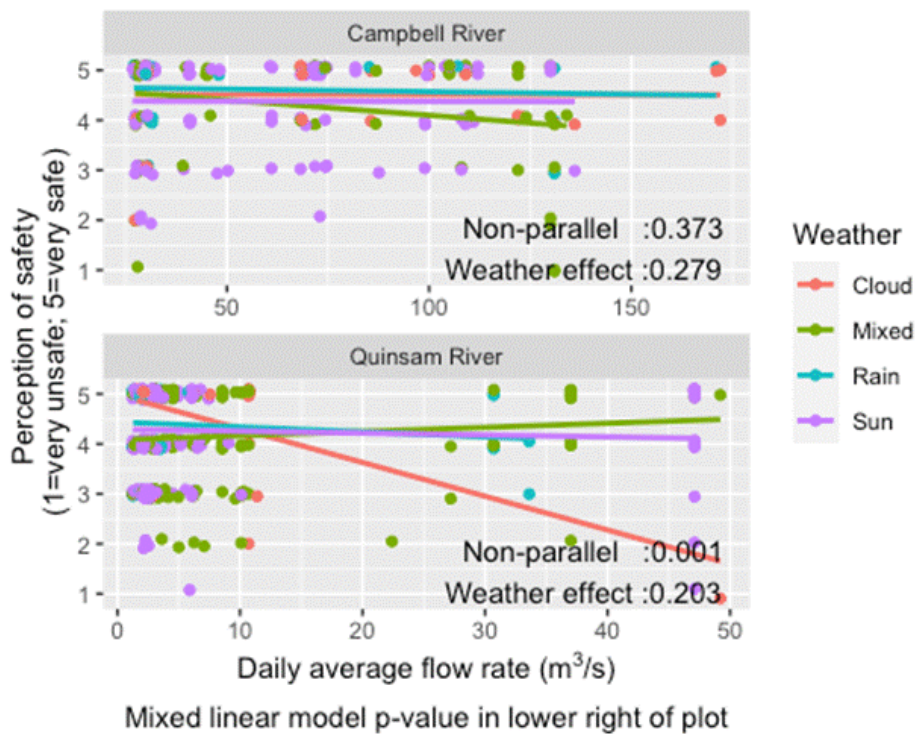 Campbell River
5
4
3
2
1
Non-parallel :0.373
Weather effect :0.279
50 100 150
Quinsam River
5
4
3
2
1
Non-parallel :0.001
Weather effect :0.203
0 10 20 30 40 50
Perception of safety
(1=very unsafe; 5=very safe)
Daily average flow rate (m³/s)
Mixed linear model p-value in lower right of plot
Weather
Cloud
Mixed
Rain
Sun